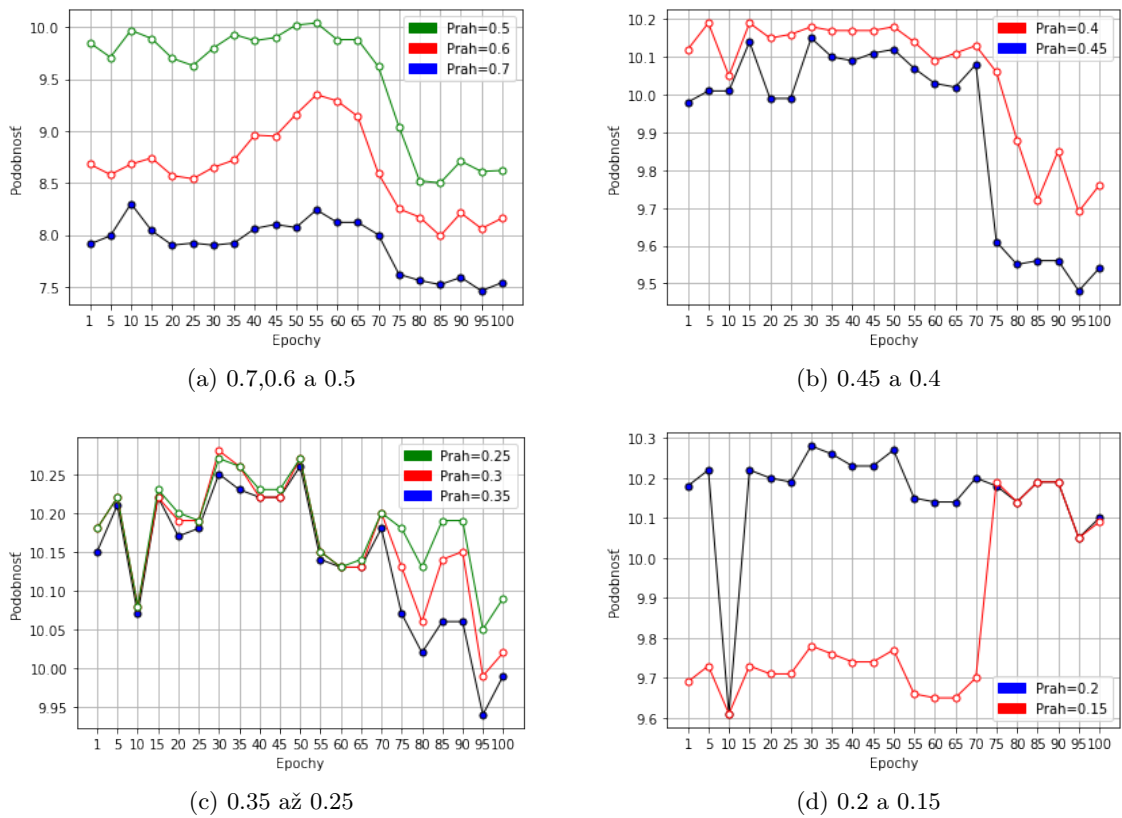 Prah=0.5
Prah=0.6
Prah=0.7
10.0
9.5
9.0
8.5
8.0
7.5
Podobnosť
1 5 10 15 20 25 30 35 40 45 50 55 60 65 70 75 80 85 90 95 100
Epochy
(a) 0.7,0.6 a 0.5
Prah=0.4
Prah=0.45
10.2
10.1
10.0
9.9
9.8
9.7
9.6
9.5
Podobnosť
1 5 10 15 20 25 30 35 40 45 50 55 60 65 70 75 80 85 90 95 100
Epochy
(b) 0.45 a 0.4
Prah=0.25
Prah=0.3
Prah=0.35
10.25
10.20
10.15
10.10
10.05
10.00
9.95
Podobnosť
1 5 10 15 20 25 30 35 40 45 50 55 60 65 70 75 80 85 90 95 100
Epochy
(c) 0.35 až 0.25
10.3
10.2
10.1
10.0
9.9
9.8
9.7
9.6
Podobnosť
Prah=0.2
Prah=0.15
1 5 10 15 20 25 30 35 40 45 50 55 60 65 70 75 80 85 90 95 100
Epochy
(d) 0.2 a 0.15